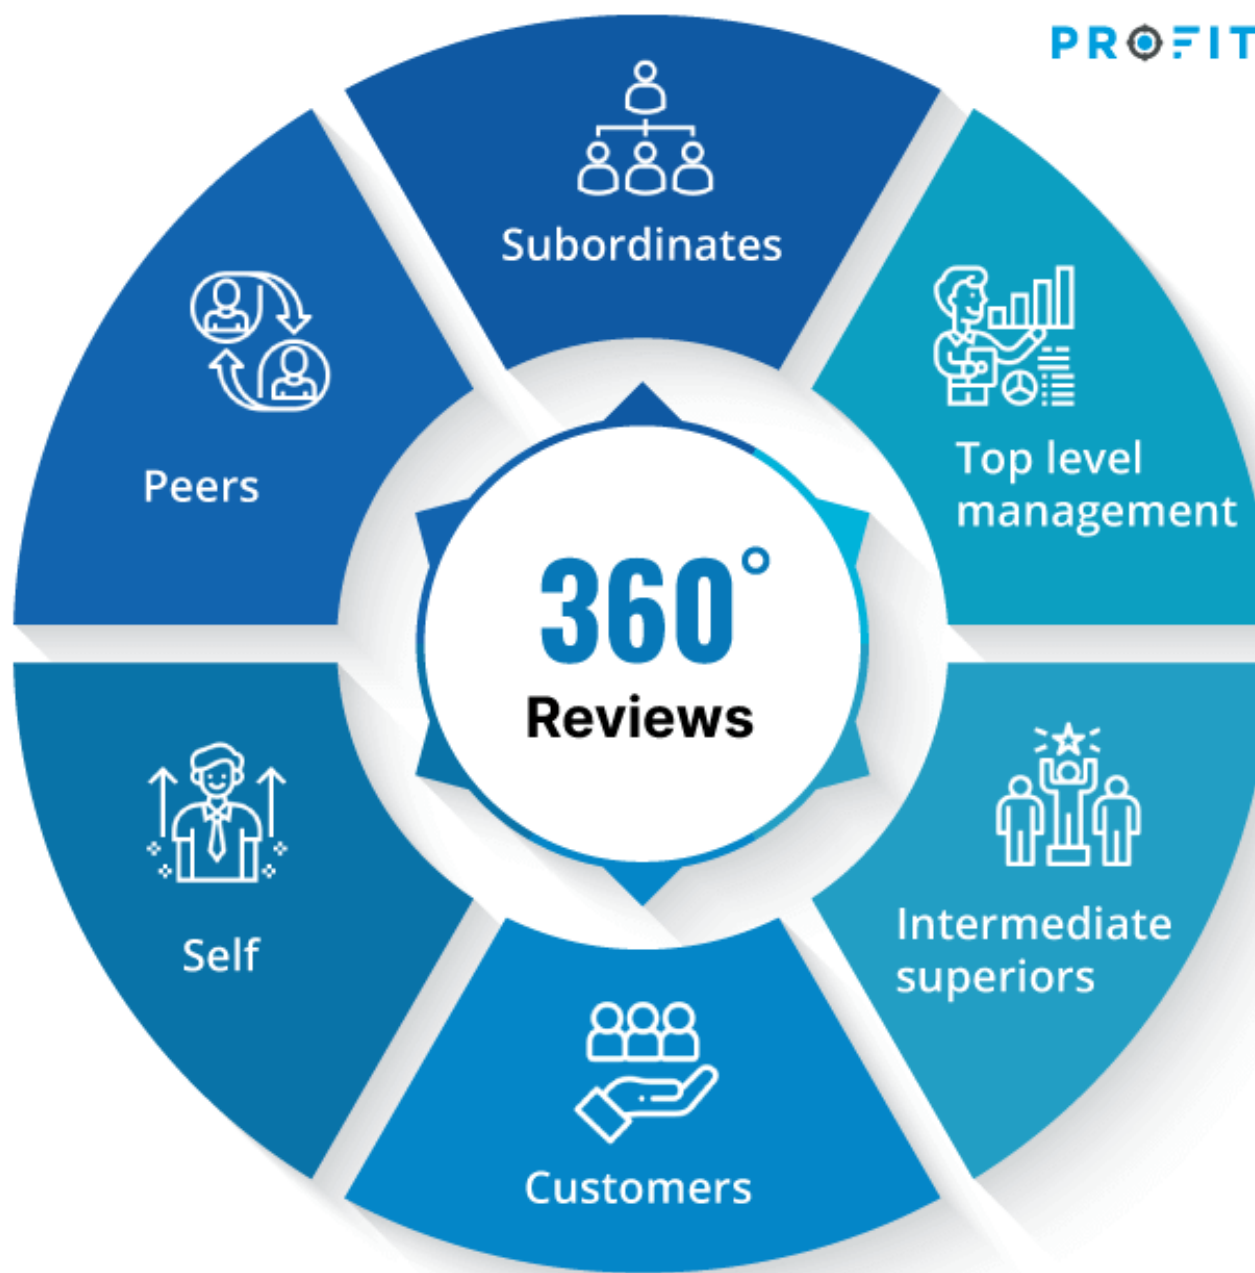 PROFIT
Subordinates
Top level
management
Peers
360°
Reviews
Intermediate
superiors
Self
Customers